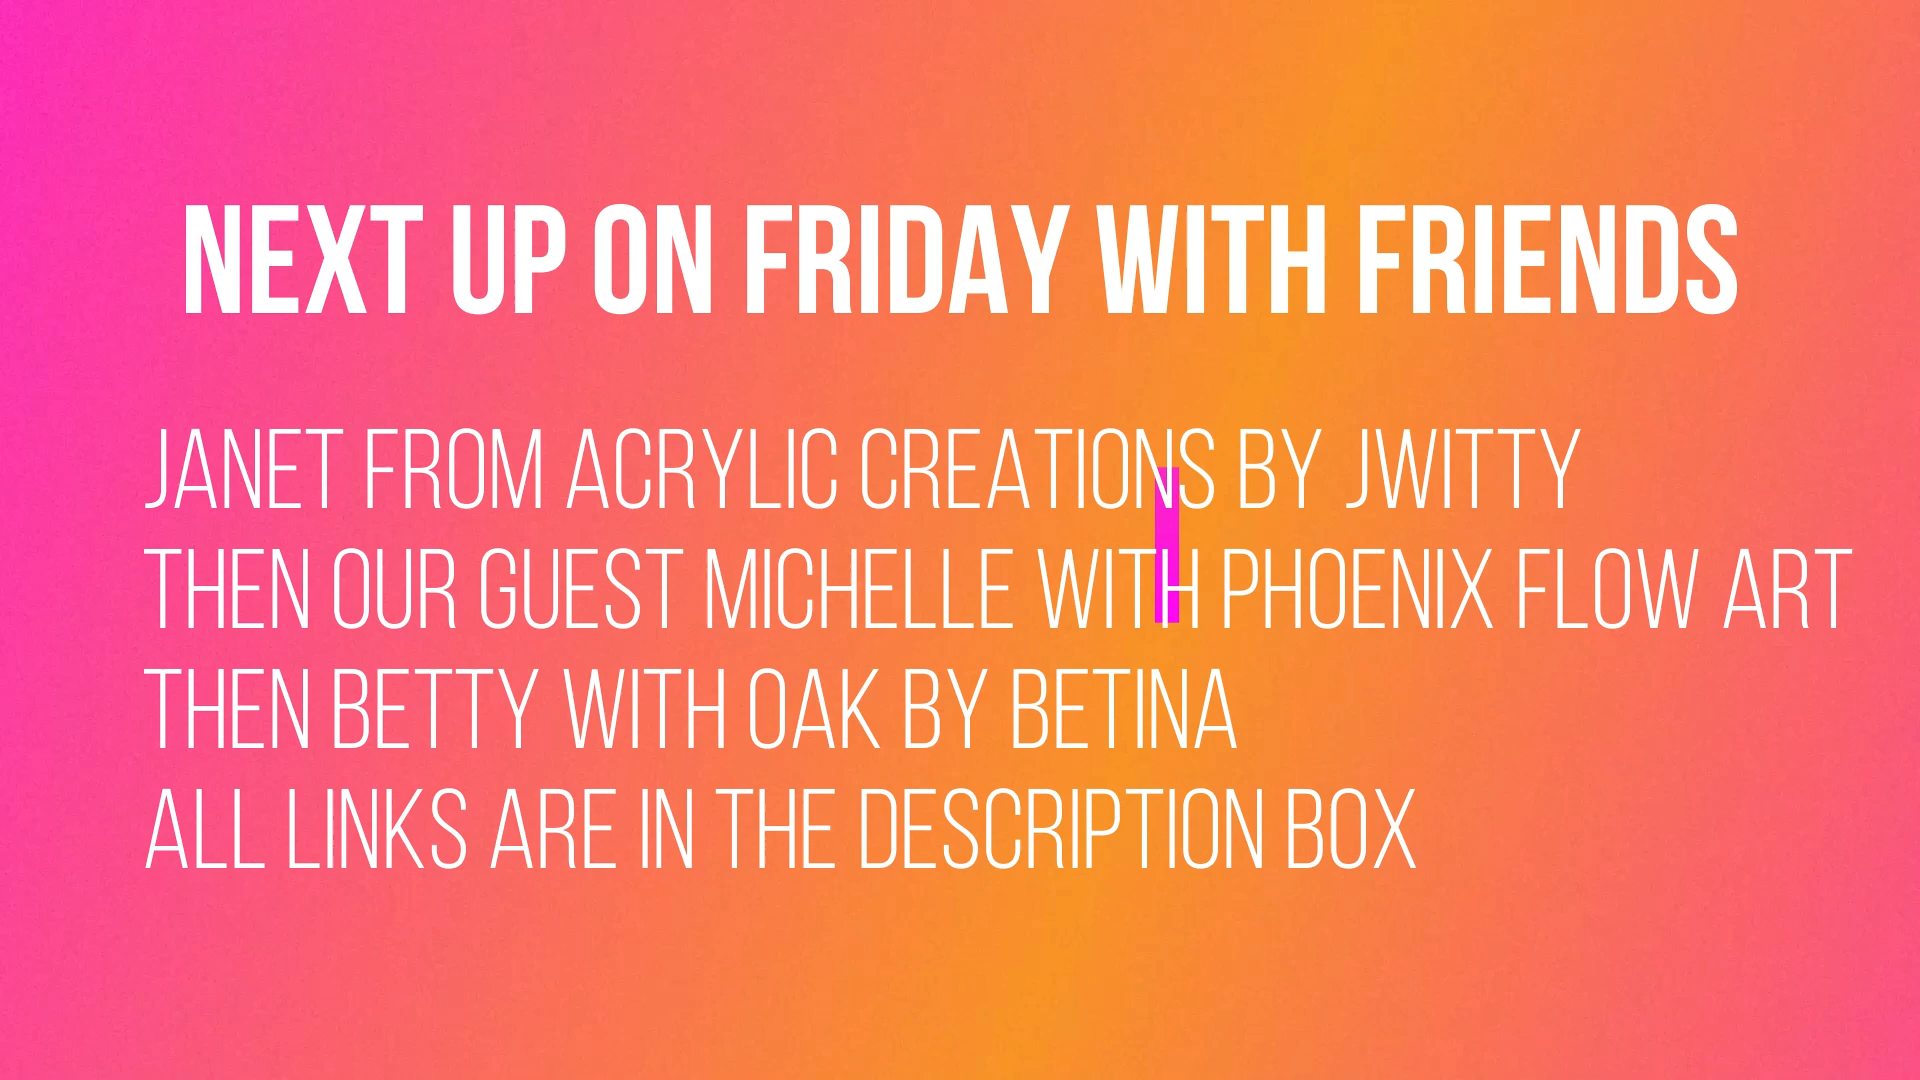 NEXT UP ON FRIDAY WITH FRIENDS
JANET FROM ACRYLIC CREATIONS BY JWITTY
THEN OUR GUEST MICHELLE WITH PHOENIX FLOW ART
THEN BETTY WITH OAK BY BETINA
ALL LINKS ARE IN THE DESCRIPTION BOX